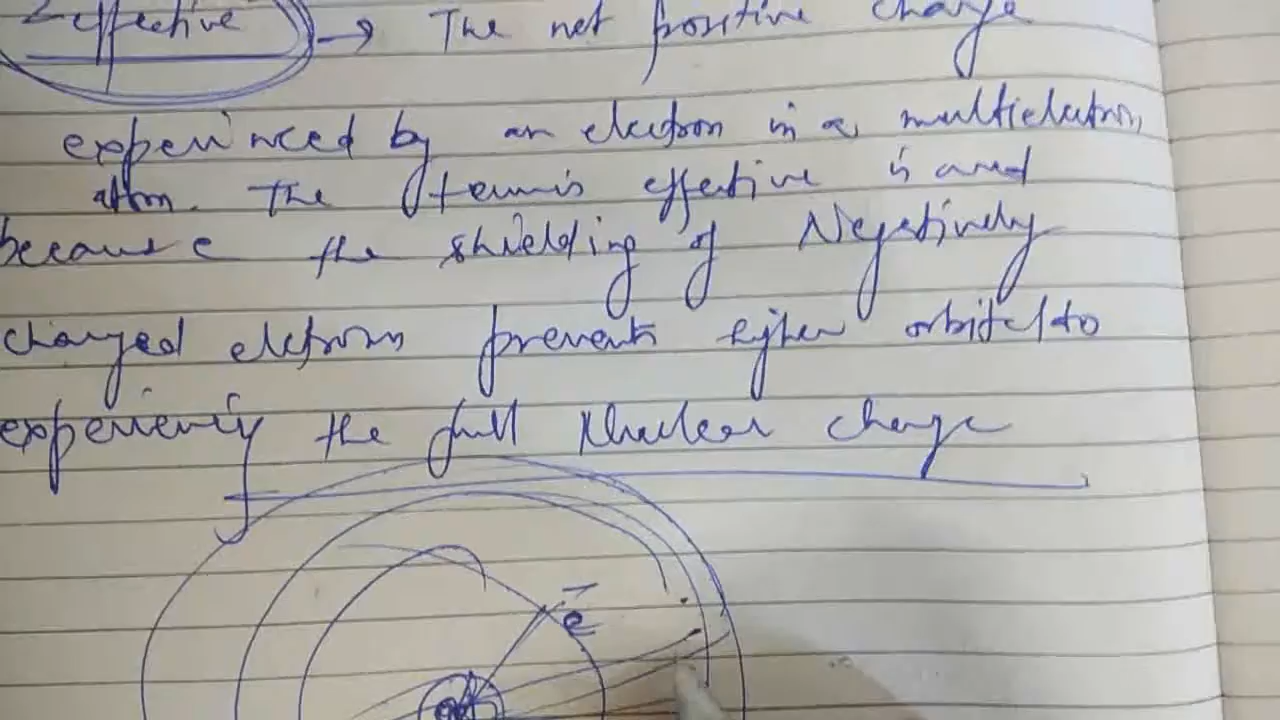 Zeffective → The net positive charge
experienced by an electron in a multielectron
atom. The term is effective is used
because the shielding of Negatively
charged electrons prevents higher orbital to
experiencing the full Nuclear charge
e